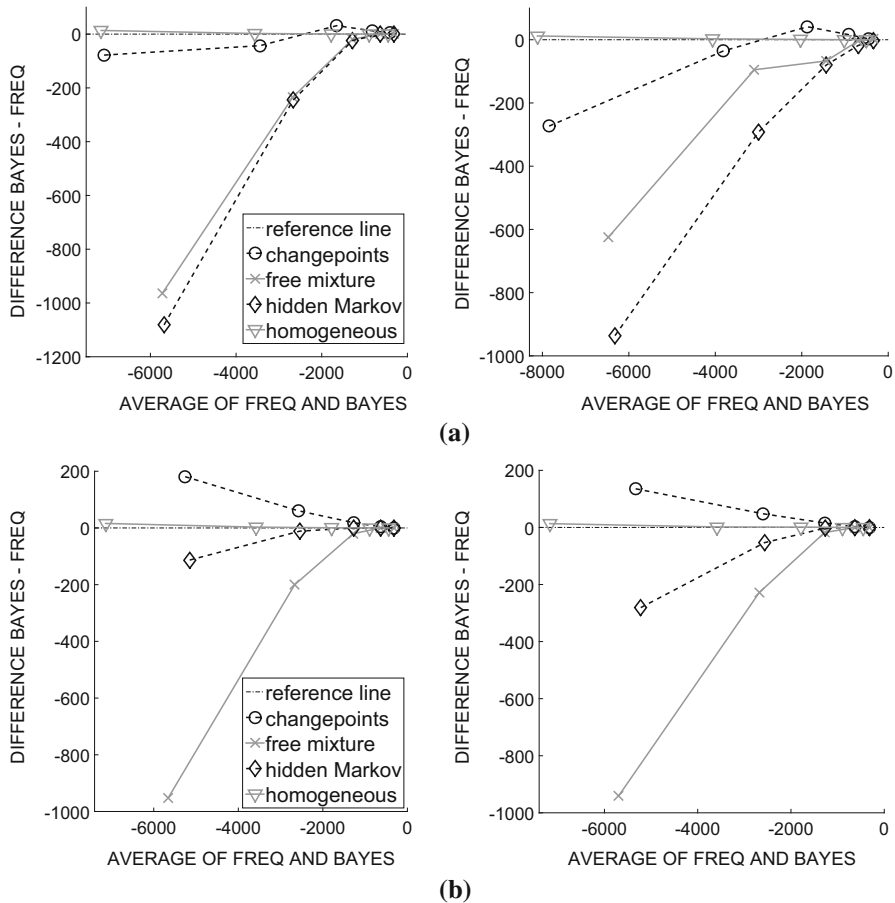 0
-200
-400
-600
-800
-1000
-1200
-6000 -4000 -2000 0
DIFFERENCE BAYES - FREQ
AVERAGE OF FREQ AND BAYES
reference line
changepoints
free mixture
hidden Markov
homogeneous
0
-200
-400
-600
-800
-1000
-8000 -6000 -4000 -2000 0
DIFFERENCE BAYES - FREQ
AVERAGE OF FREQ AND BAYES
(a)
200
0
-200
-400
-600
-800
-1000
-6000 -4000 -2000 0
DIFFERENCE BAYES - FREQ
AVERAGE OF FREQ AND BAYES
reference line
changepoints
free mixture
hidden Markov
homogeneous
200
0
-200
-400
-600
-800
-1000
-6000 -4000 -2000 0
DIFFERENCE BAYES - FREQ
AVERAGE OF FREQ AND BAYES
(b)